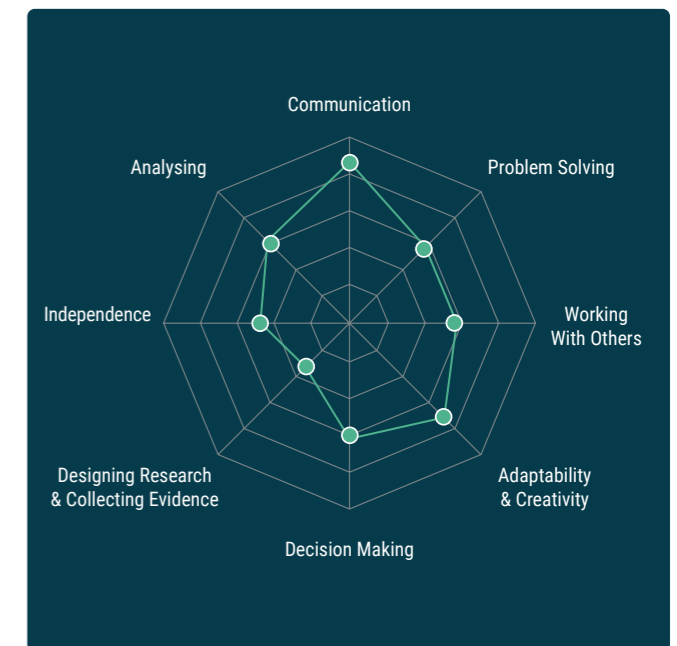 Communication
Analysing
Problem Solving
Independence
Working
With Others
Designing Research
& Collecting Evidence
Adaptability
& Creativity
Decision Making